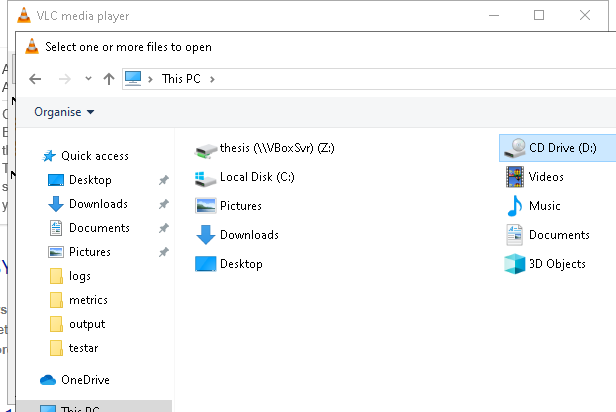 VLC media player
Select one or more files to open
This PC
Organise
Quick access
Desktop
Downloads
Documents
Pictures
logs
metrics
output
testar
OneDrive
This PC
thesis (\\VBoxSvr) (Z:)
Local Disk (C:)
Pictures
Downloads
Desktop
CD Drive (D:)
Videos
Music
Documents
3D Objects